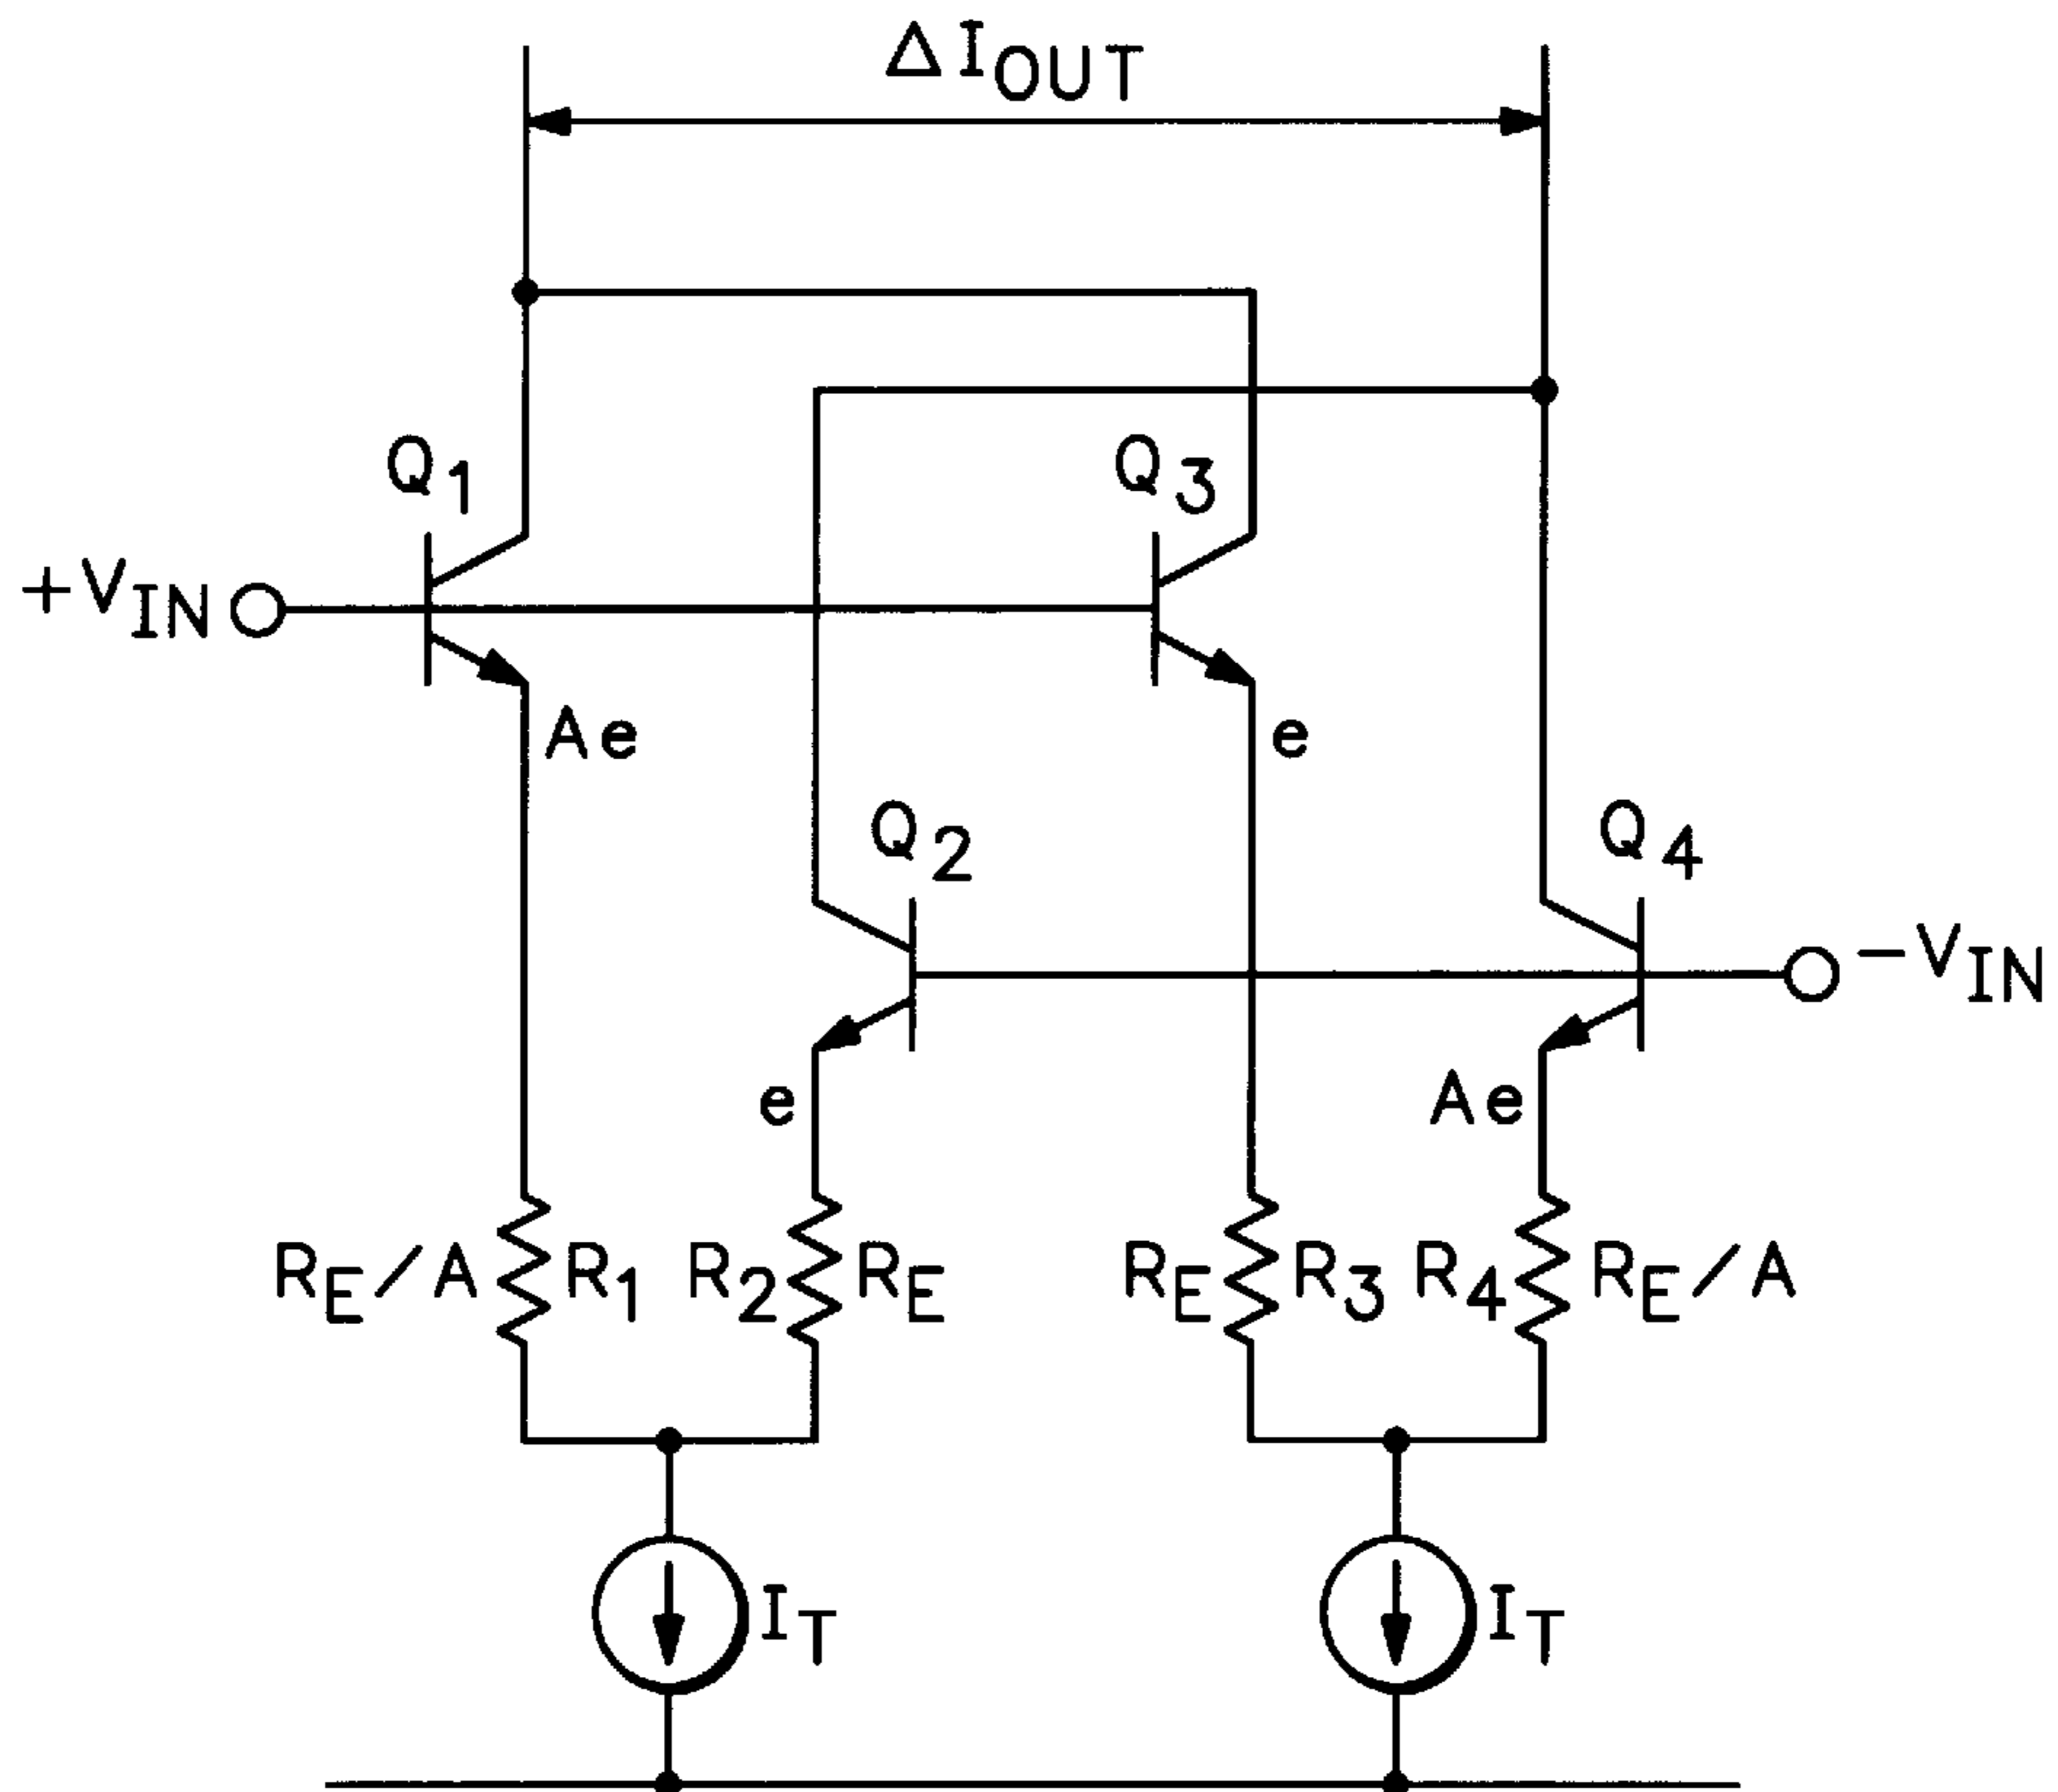 ΔI_OUT
Q1
Q3
+V_IN
Ae
e
Q2
Q4
-V_IN
e
Ae
R_E/A
R1
R2
R_E
R_E
R3
R4
R_E/A
I_T
I_T